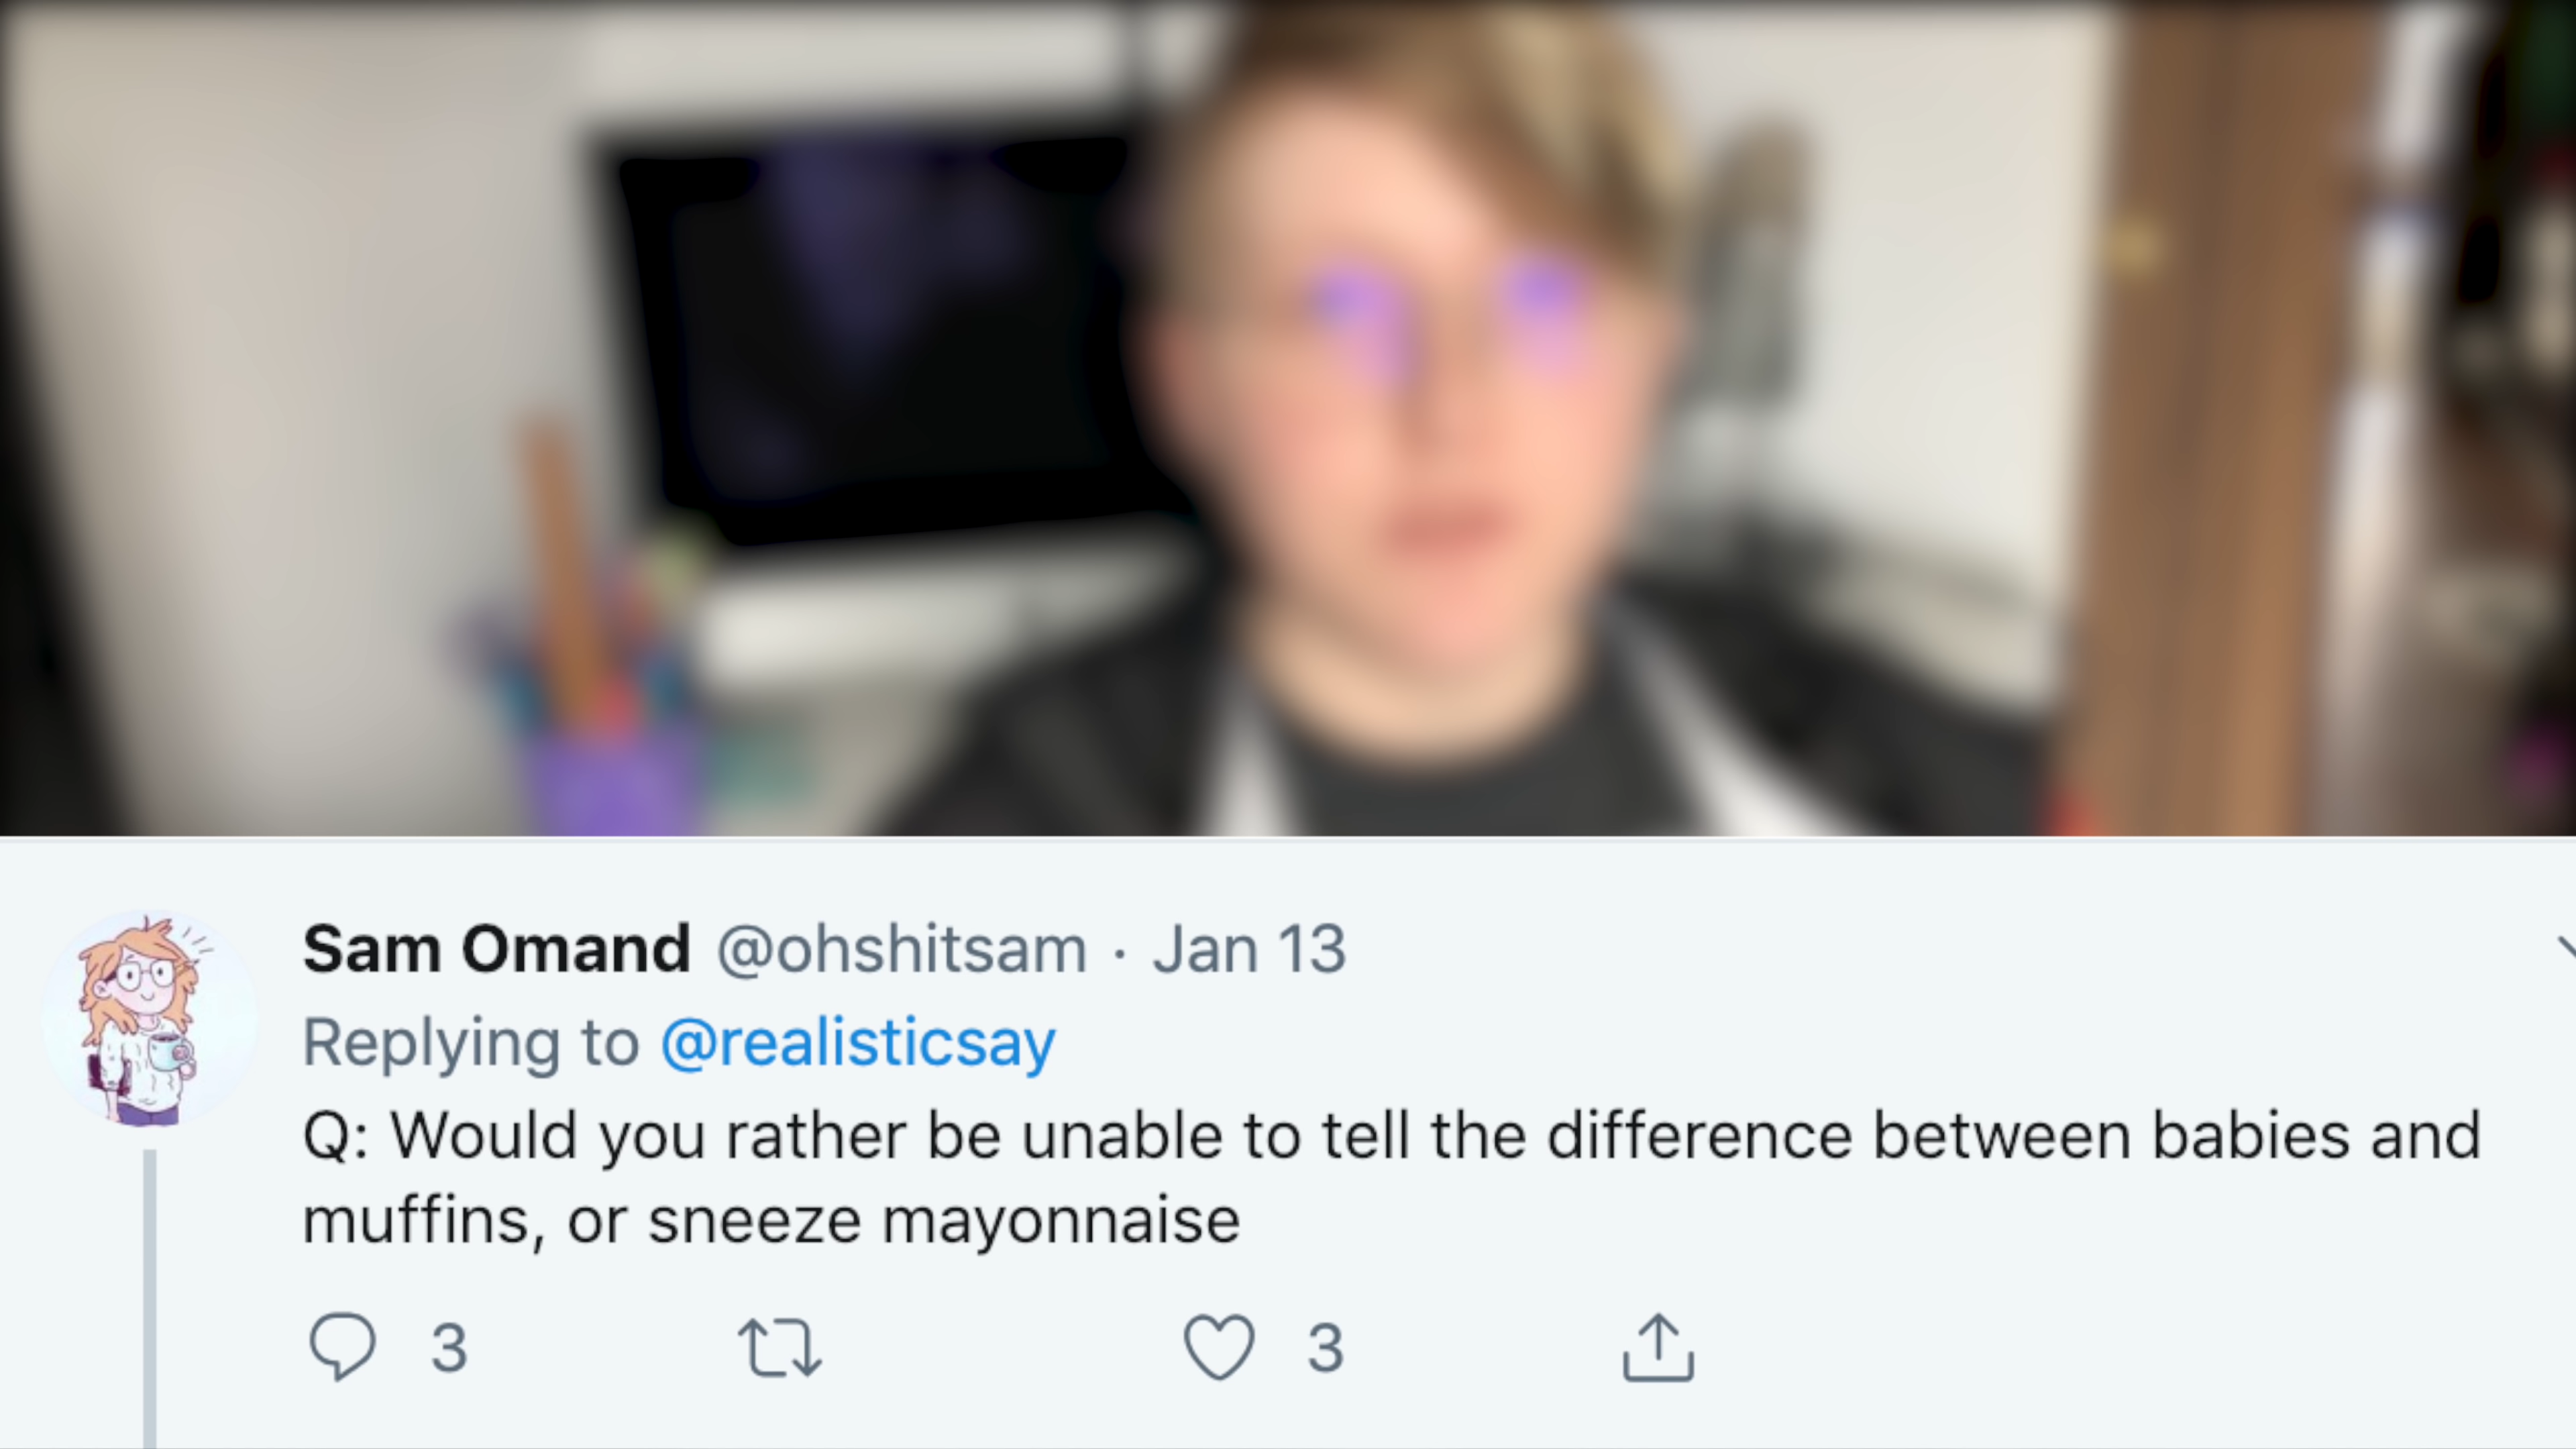 Sam Omand @ohshitsam · Jan 13
Replying to @realisticsay
Q: Would you rather be unable to tell the difference between babies and
muffins, or sneeze mayonnaise
3 3